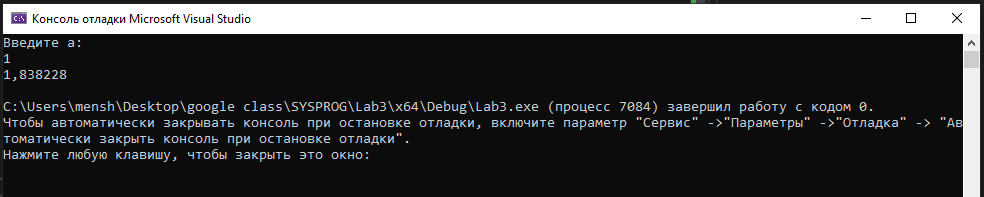 Консоль отладки Microsoft Visual Studio
Введите a:
1
1,838228
C:\Users\mensh\Desktop\google class\SYSPROG\Lab3\x64\Debug\Lab3.exe (процесс 7084) завершил работу с кодом 0.
Чтобы автоматически закрывать консоль при остановке отладки, включите параметр "Сервис" ->"Параметры" ->"Отладка" -> "Ав
томатически закрыть консоль при остановке отладки".
Нажмите любую клавишу, чтобы закрыть это окно: